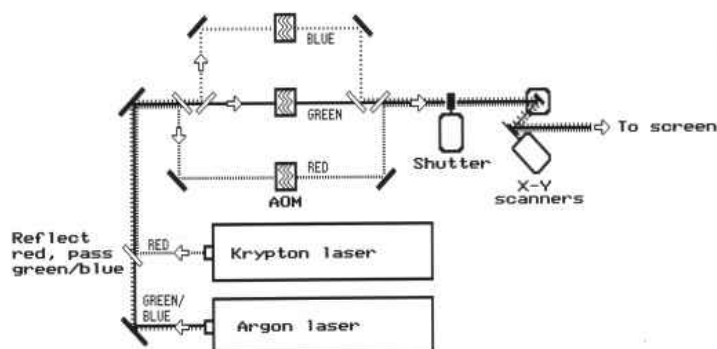 BLUE
GREEN
To screen
Shutter
RED
AOM
X-Y
scanners
Reflect
red, pass
green/blue
RED
Krypton laser
GREEN/
BLUE
Argon laser